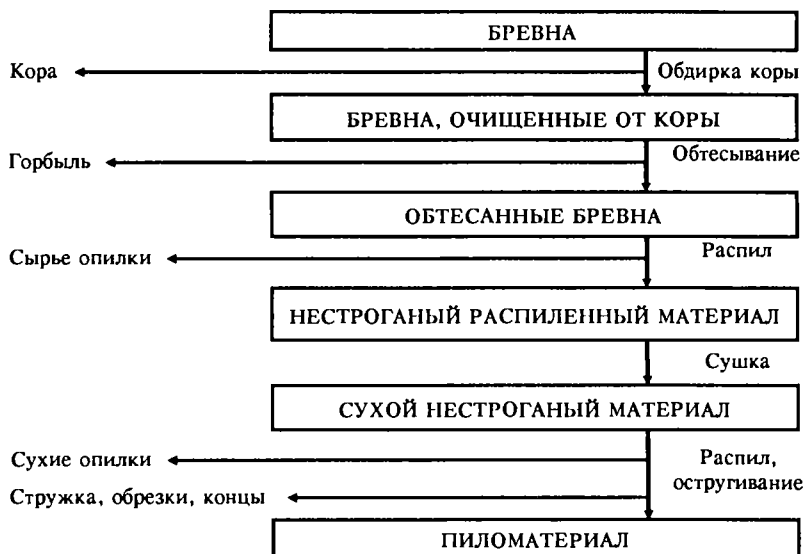 БРЕВНА
Кора
Обдирка коры
БРЕВНА, ОЧИЩЕННЫЕ ОТ КОРЫ
Обтесывание
Горбыль
ОБТЕСАННЫЕ БРЕВНА
Распил
Сырье опилки
НЕСТРОГАНЫЙ РАСПИЛЕННЫЙ МАТЕРИАЛ
Сушка
СУХОЙ НЕСТРОГАНЫЙ МАТЕРИАЛ
Сухие опилки
Распил,
остругивание
Стружка, обрезки, концы
ПИЛОМАТЕРИАЛ